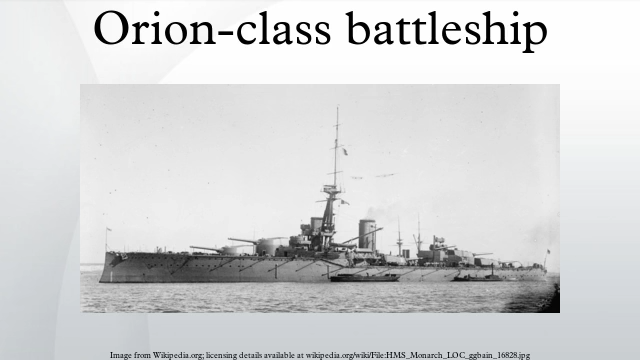 Orion-class battleship
Image from Wikipedia.org; licensing details available at wikipedia.org/wiki/File:HMS_Monarch_LOC_ggbain_16828.jpg